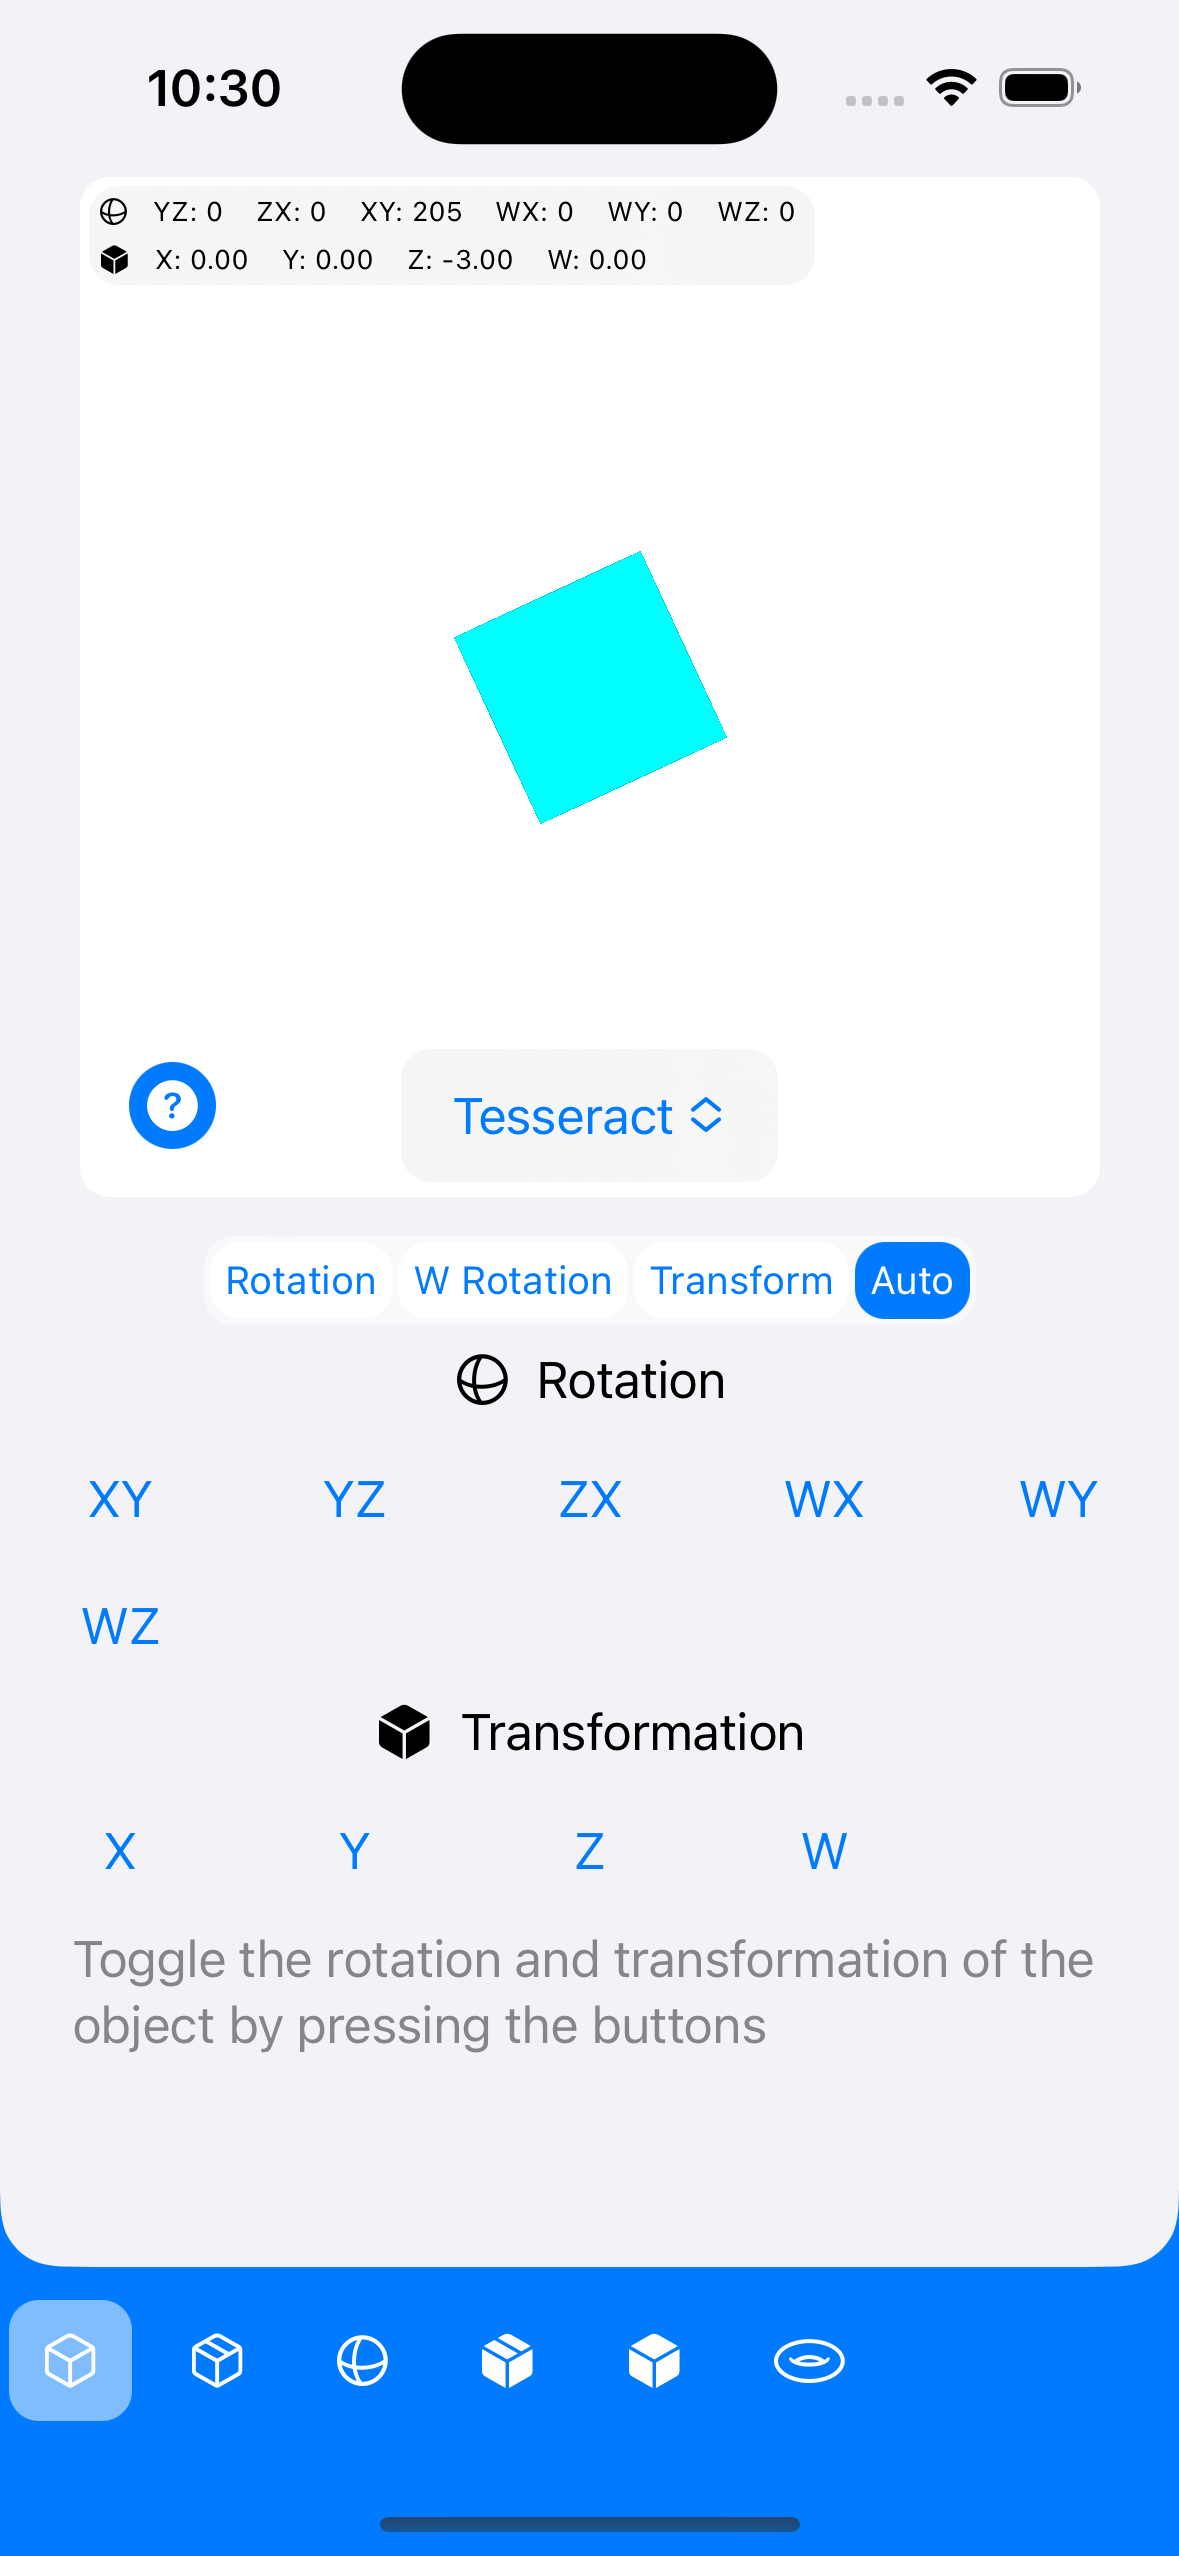 10:30
YZ: 0 ZX: 0 XY: 205 WX: 0 WY: 0 WZ: 0
X: 0.00 Y: 0.00 Z: -3.00 W: 0.00
?
Tesseract
Rotation W Rotation Transform Auto
Rotation
XY YZ ZX WX WY
WZ
Transformation
X Y Z W
Toggle the rotation and transformation of the
object by pressing the buttons